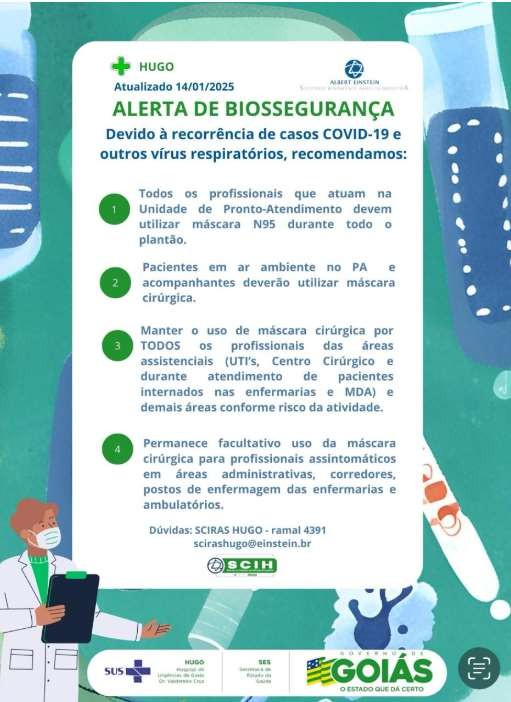 HUGO
ALBERT EINSTEIN
Atualizado 14/01/2025
ALERTA DE BIOSSEGURANÇA
Devido à recorrência de casos COVID-19 e
outros vírus respiratórios, recomendamos:
1
Todos os profissionais que atuam na
Unidade de Pronto-Atendimento devem
utilizar máscara N95 durante todo o
plantão.
2
Pacientes em ar ambiente no PA e
acompanhantes deverão utilizar máscara
cirúrgica.
3
Manter o uso de máscara cirúrgica por
TODOS os profissionais das áreas
assistenciais (UTI's, Centro Cirúrgico e
durante atendimento de pacientes
internados nas enfermarias e MDA) e
demais áreas conforme risco da atividade.
4
Permanece facultativo uso da máscara
cirúrgica para profissionais assintomáticos
em áreas administrativas, corredores,
postos de enfermagem das enfermarias e
ambulatórios.
Dúvidas: SCIRAS HUGO - ramal 4391
scirashugo@einstein.br
SCIH
SUS
HUGO
Hospital de
Urgências de Goiás
Dr. Valdemiro Cruz
SES
Secretaria de
Estado da
Saúde
GOVERNO DE
GOIÁS
O ESTADO QUE DÁ CERTO